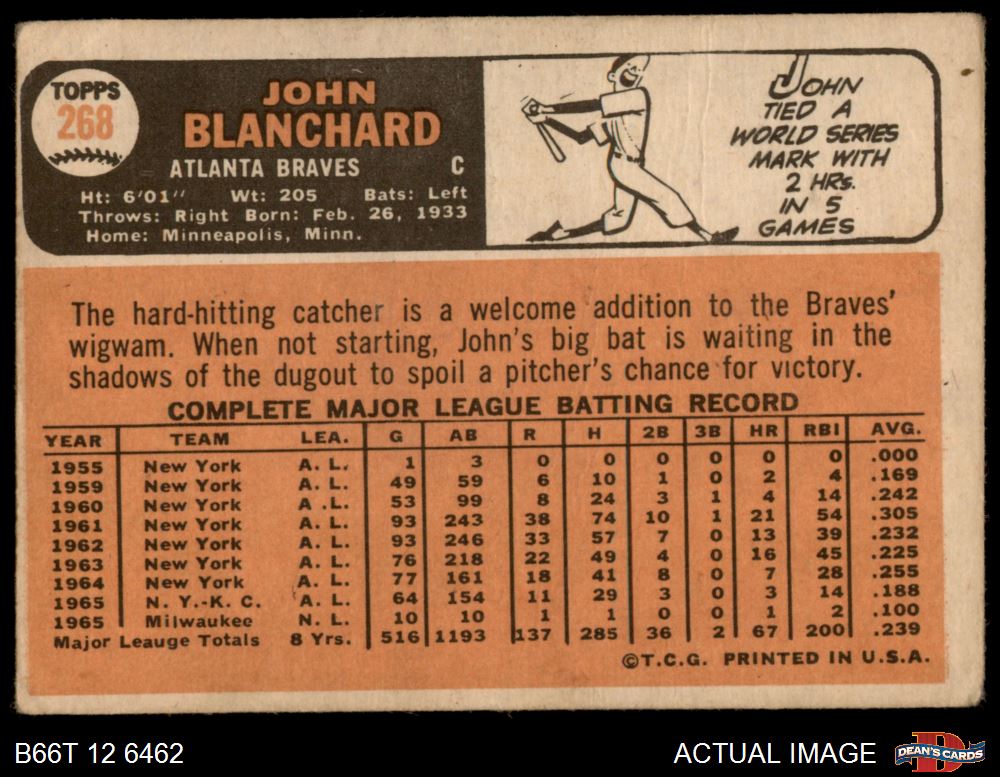 TOPPS
268
JOHN
BLANCHARD
ATLANTA BRAVES C
Ht: 6'01" Wt: 205 Bats: Left
Throws: Right Born: Feb. 26, 1933
Home: Minneapolis, Minn.
JOHN
TIED A
WORLD SERIES
MARK WITH
2 HRs.
IN 5
GAMES
The hard-hitting catcher is a welcome addition to the Braves'
wigwam. When not starting, John's big bat is waiting in the
shadows of the dugout to spoil a pitcher's chance for victory.
COMPLETE MAJOR LEAGUE BATTING RECORD
YEAR TEAM LEA. G AB R H 2B 3B HR RBI AVG.
1955 New York A. L. 1 3 0 0 0 0 0 0 .000
1959 New York A. L. 49 59 6 10 1 0 2 4 .169
1960 New York A .L. 53 99 8 24 3 1 4 14 .242
1961 New York A. L. 93 243 38 74 10 1 21 54 .305
1962 New York A. L. 93 246 33 57 7 0 13 39 .232
1963 New York A. L. 76 218 22 49 4 0 16 45 .225
1964 New York A. L. 77 161 18 41 8 0 7 28 .255
1965 N. Y.-K. C. A. L. 64 154 11 29 3 0 3 14 .188
1965 Milwaukee N. L. 10 10 1 1 0 0 1 2 .100
Major Leauge Totals 8 Yrs. 516 1193 137 285 36 2 67 200 .239
©T.C.G. PRINTED IN U.S.A.
B66T 12 6462
ACTUAL IMAGE
D
DEAN'S CARDS